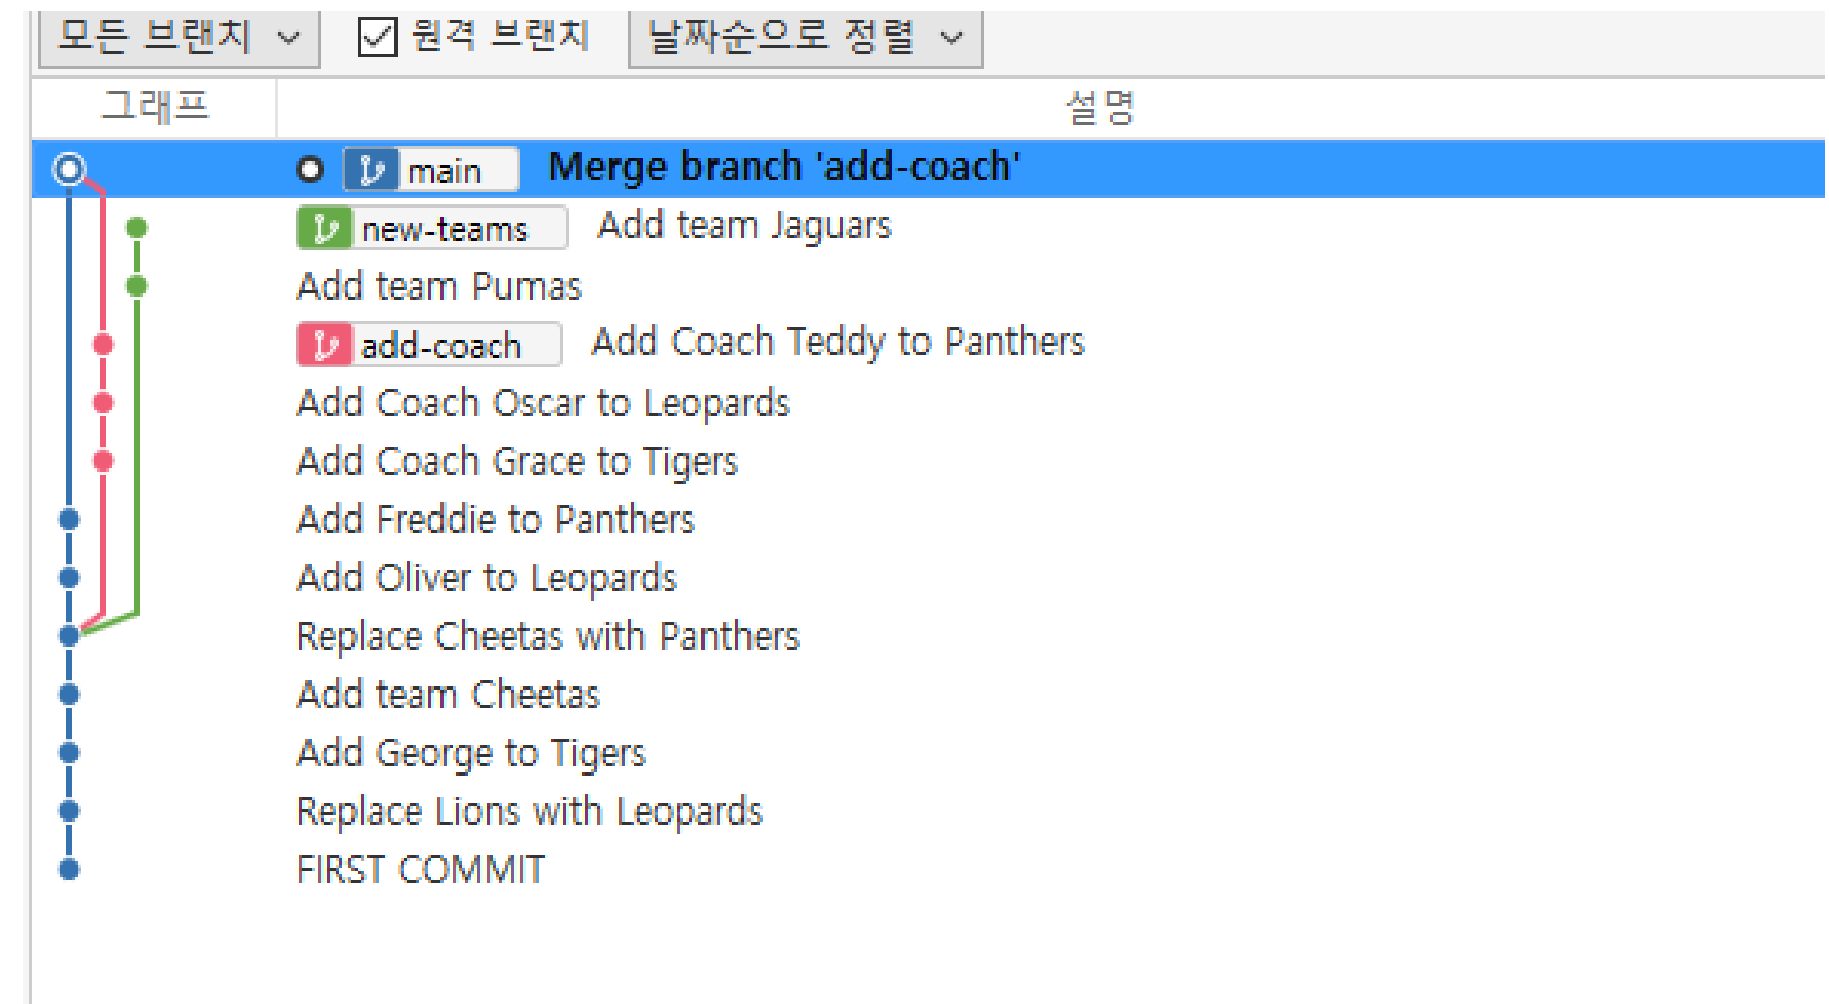 모든 브랜치 원격 브랜치 날짜순으로 정렬
그래프 설명
main Merge branch 'add-coach'
new-teams Add team Jaguars
Add team Pumas
add-coach Add Coach Teddy to Panthers
Add Coach Oscar to Leopards
Add Coach Grace to Tigers
Add Freddie to Panthers
Add Oliver to Leopards
Replace Cheetas with Panthers
Add team Cheetas
Add George to Tigers
Replace Lions with Leopards
FIRST COMMIT